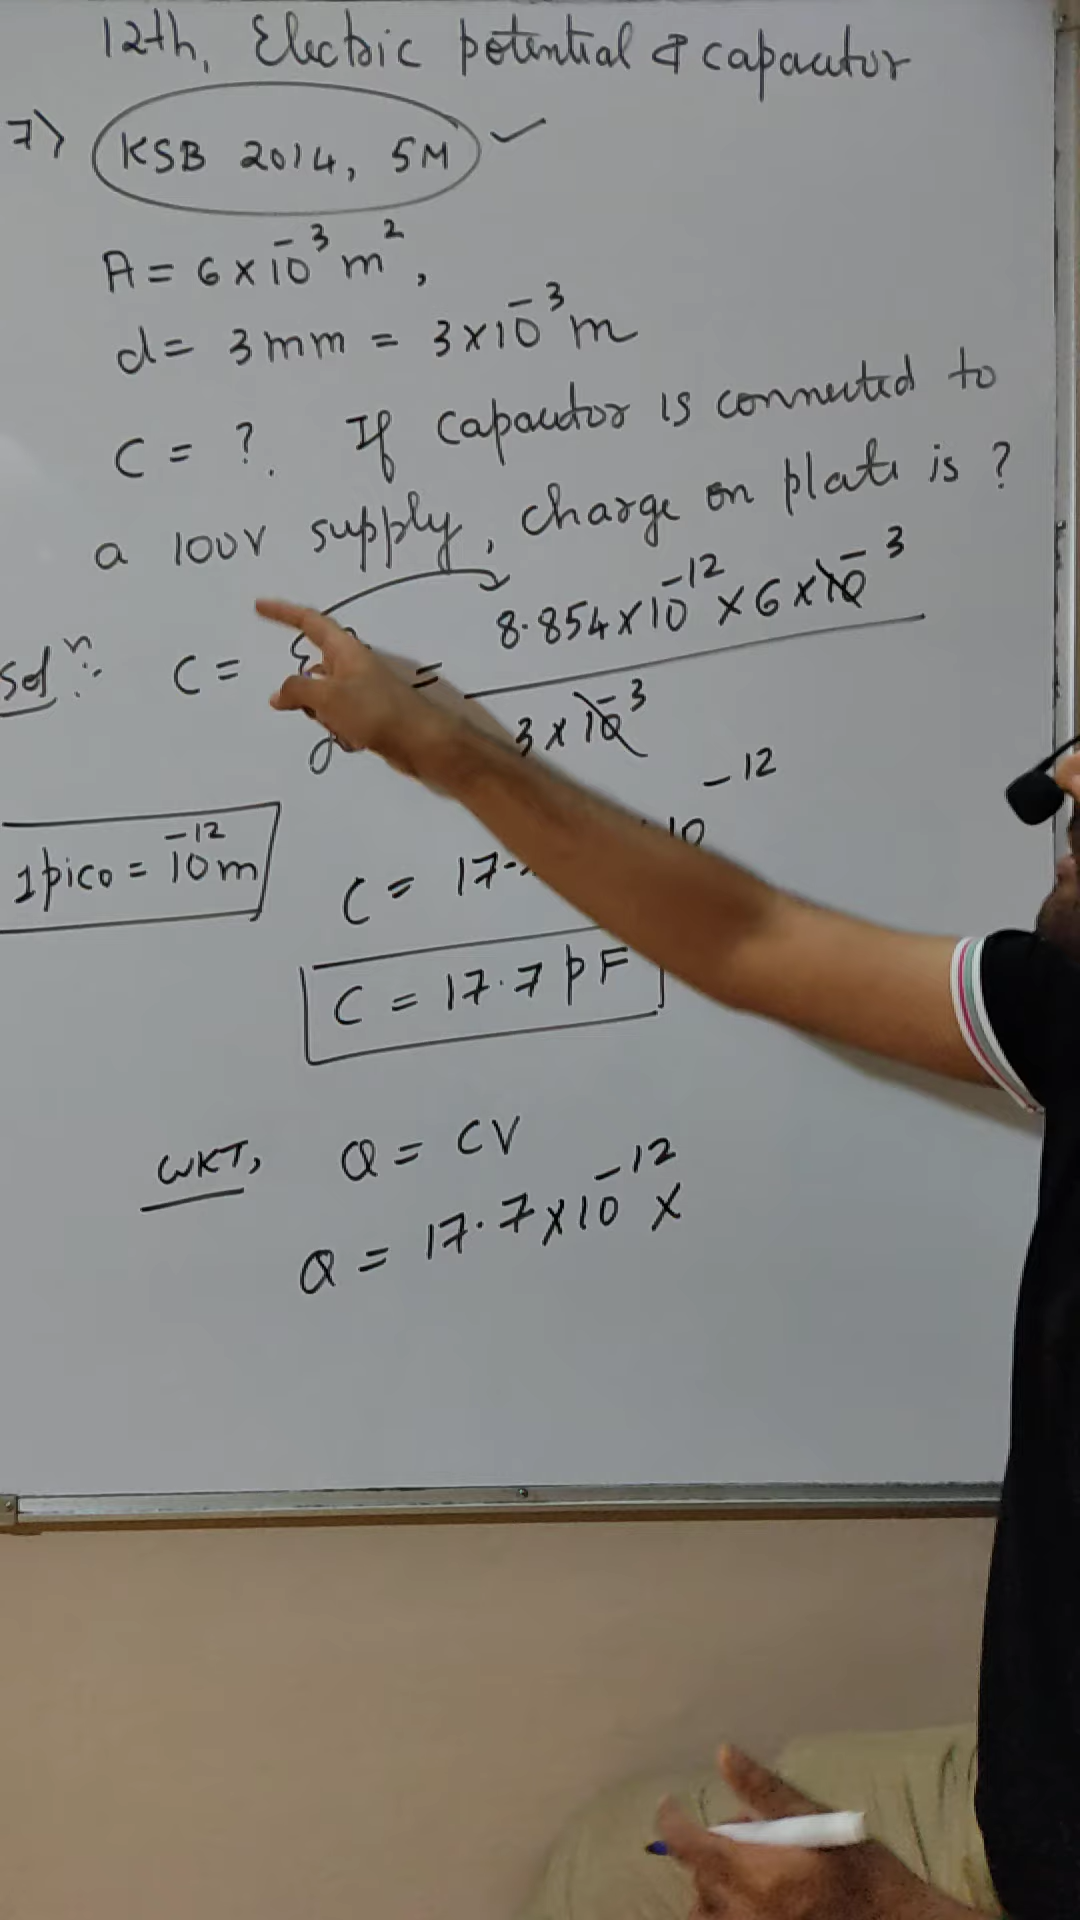 12th, Electric potential & capacitor
7) KSB 2014, 5M ✓
A = 6 × 10⁻³ m²,
d = 3mm = 3×10⁻³ m
C = ?. If capacitor is connected to
a 100V supply, charge on plate is ?
Solⁿ:- C = = 8.854×10⁻¹² × 6 × 10⁻³ / 3 × 10⁻³
1pico = 10⁻¹² m
C = 17. 10⁻¹²
C = 17.7 pF
WKT, Q = CV
Q = 17.7×10⁻¹² ×